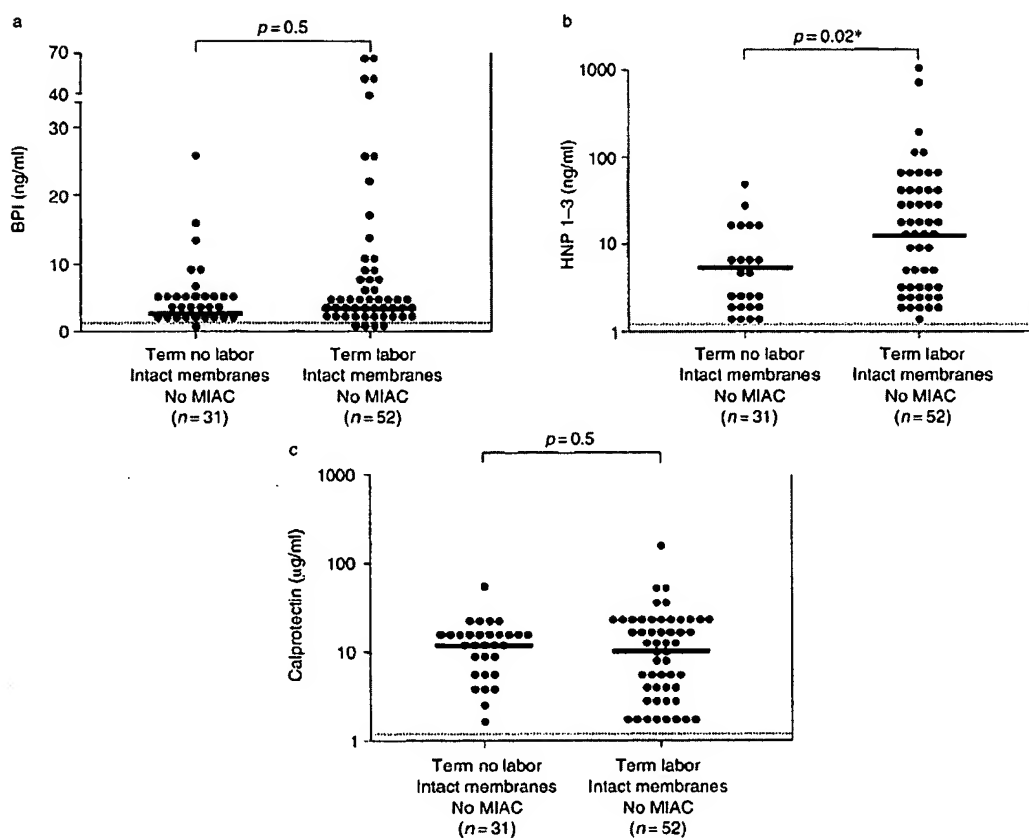 a
p = 0.5
70
40
30
20
10
0
BPI (ng/ml)
Term no labor
Intact membranes
No MIAC
(n = 31)
Term labor
Intact membranes
No MIAC
(n = 52)
b
p = 0.02*
1000
100
10
1
HNP 1–3 (ng/ml)
Term no labor
Intact membranes
No MIAC
(n = 31)
Term labor
Intact membranes
No MIAC
(n = 52)
c
p = 0.5
1000
100
10
1
Calprotectin (µg/ml)
Term no labor
Intact membranes
No MIAC
(n = 31)
Term labor
Intact membranes
No MIAC
(n = 52)